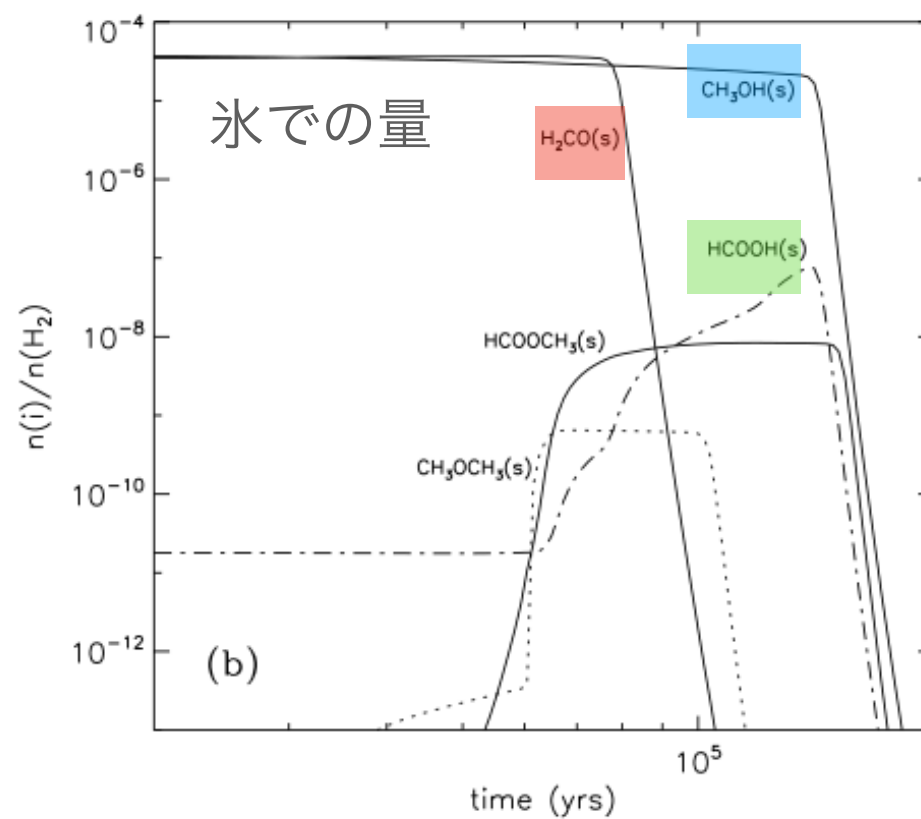 10⁻⁴
氷での量
CH₃OH(s)
H₂CO(s)
10⁻⁶
HCOOH(s)
n(i)/n(H₂)
10⁻⁸
HCOOCH₃(s)
CH₃OCH₃(s)
10⁻¹⁰
10⁻¹²
(b)
10⁵
time (yrs)